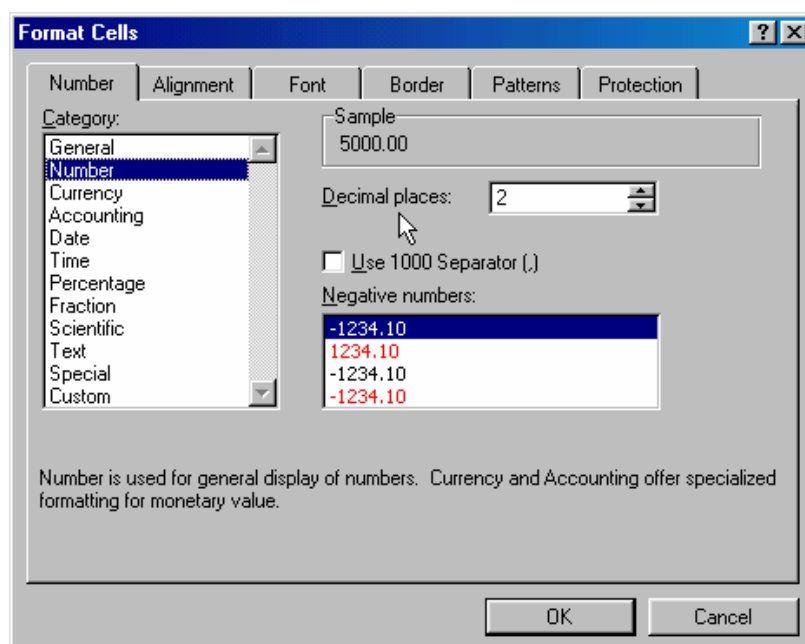 Format Cells
Number Alignment Font Border Patterns Protection
Category:
General
Number
Currency
Accounting
Date
Time
Percentage
Fraction
Scientific
Text
Special
Custom
Sample
5000.00
Decimal places: 2
Use 1000 Separator (,)
Negative numbers:
-1234.10
1234.10
-1234.10
-1234.10
Number is used for general display of numbers. Currency and Accounting offer specialized
formatting for monetary value.
OK Cancel